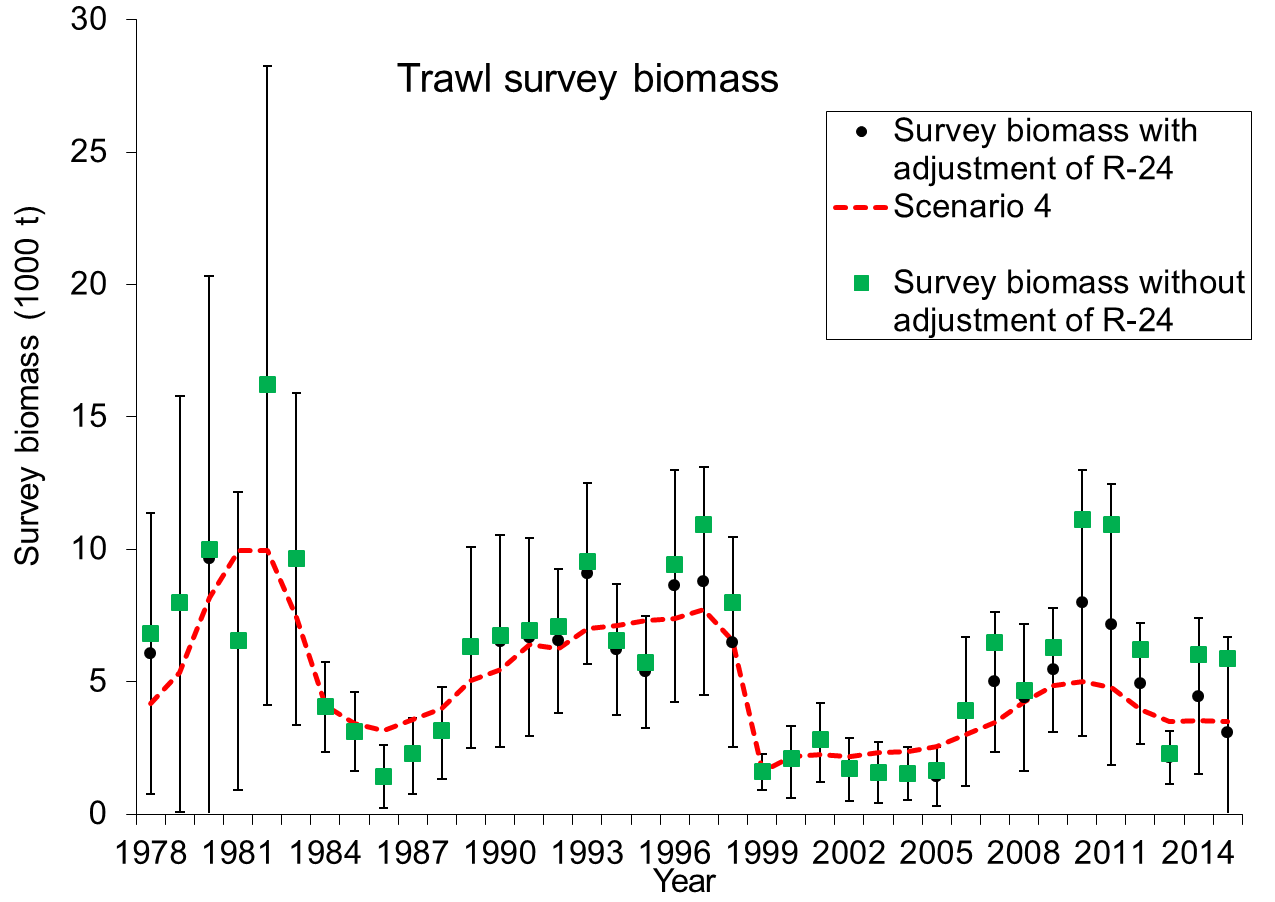 Trawl survey biomass
Survey biomass with
adjustment of R-24
Scenario 4
Survey biomass without
adjustment of R-24
Survey biomass (1000 t)
30
25
20
15
10
5
0
1978 1981 1984 1987 1990 1993 1996 1999 2002 2005 2008 2011 2014
Year